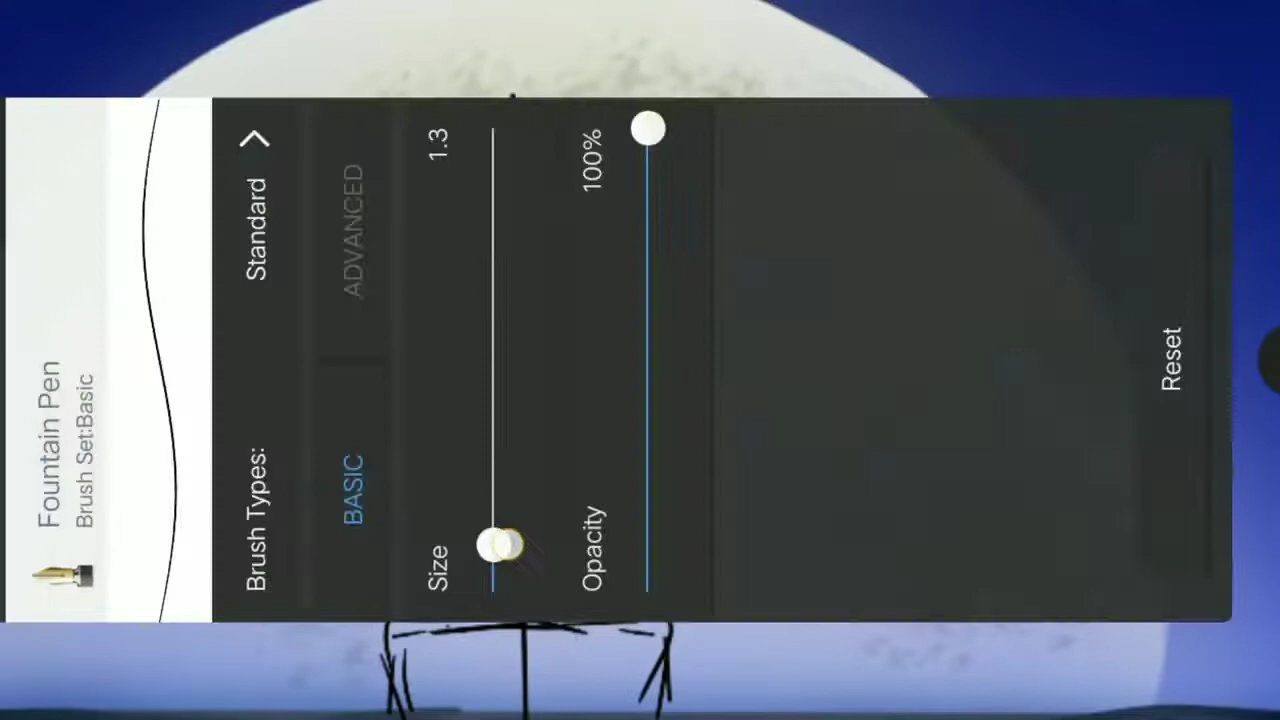 Fountain Pen
Brush Set:Basic
Brush Types: Standard
BASIC ADVANCED
Size 1.3
Opacity 100%
Reset